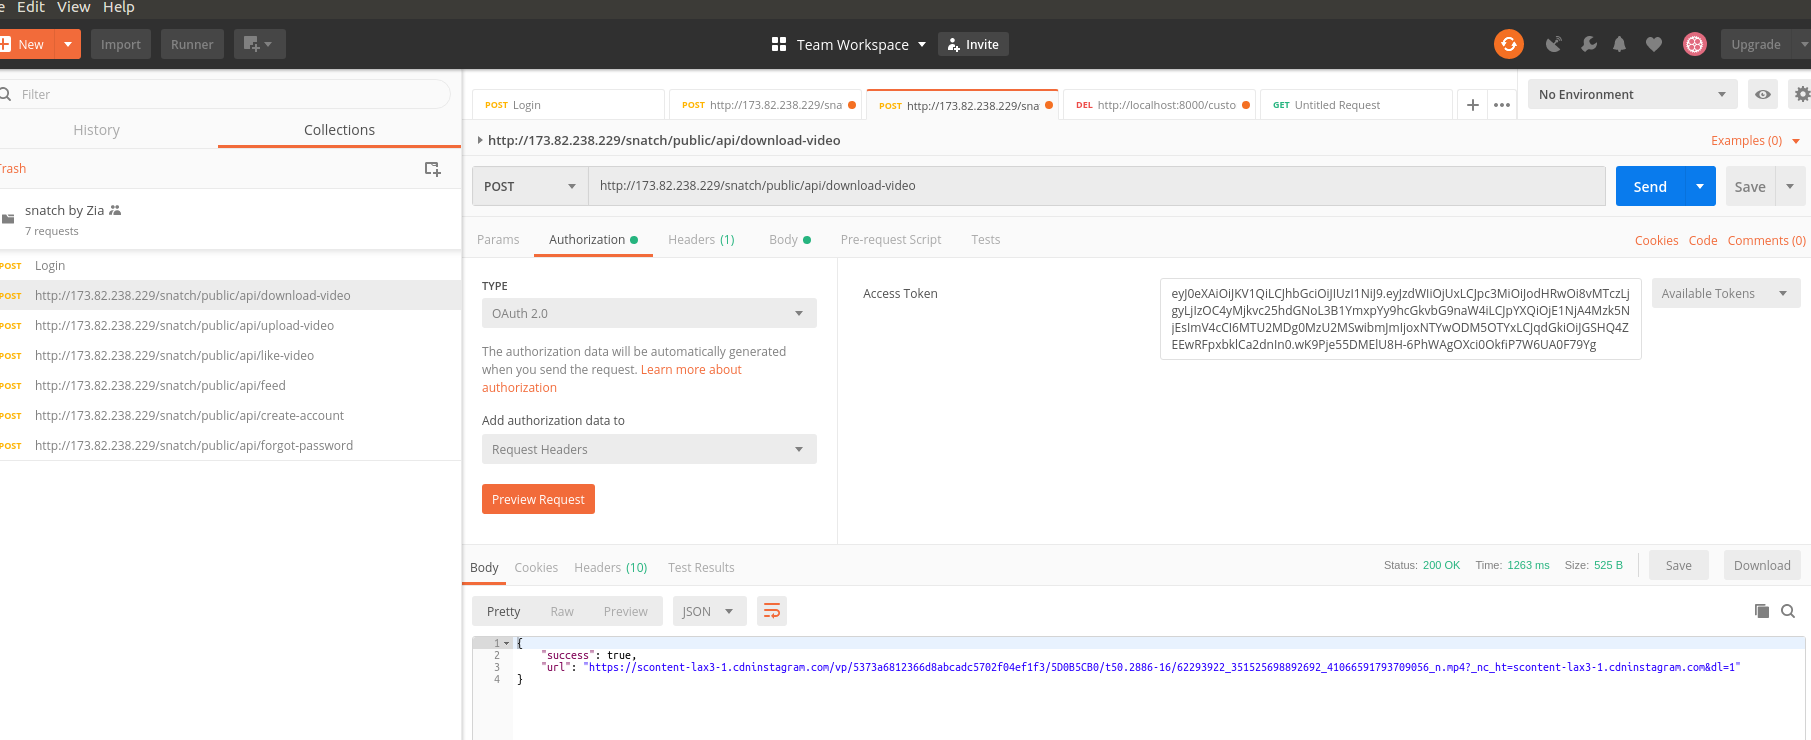 e Edit View Help
New Import Runner Team Workspace Invite Upgrade
Filter
History Collections
Trash
snatch by Zia
7 requests
POST Login
POST http://173.82.238.229/snatch/public/api/download-video
POST http://173.82.238.229/snatch/public/api/upload-video
POST http://173.82.238.229/snatch/public/api/like-video
POST http://173.82.238.229/snatch/public/api/feed
POST http://173.82.238.229/snatch/public/api/create-account
POST http://173.82.238.229/snatch/public/api/forgot-password
POST Login POST http://173.82.238.229/sna POST http://173.82.238.229/sna DEL http://localhost:8000/custo GET Untitled Request
No Environment
http://173.82.238.229/snatch/public/api/download-video Examples (0)
POST http://173.82.238.229/snatch/public/api/download-video Send Save
Params Authorization Headers (1) Body Pre-request Script Tests Cookies Code Comments (0)
TYPE
OAuth 2.0
The authorization data will be automatically generated
when you send the request. Learn more about
authorization
Add authorization data to
Request Headers
Preview Request
Access Token
Available Tokens
Body Cookies Headers (10) Test Results Status: 200 OK Time: 1263 ms Size: 525 B Save Download
Pretty Raw Preview JSON
1 {
2 "success": true,
3 "url": "https://scontent-lax3-1.cdninstagram.com/vp/5373a6812366d8abcadc5702f04ef1f3/5D0B5CB0/t50.2886-16/62293922_351525698892692_41066591793709056_n.mp4?_nc_ht=scontent-lax3-1.cdninstagram.com&dl=1"
4 }